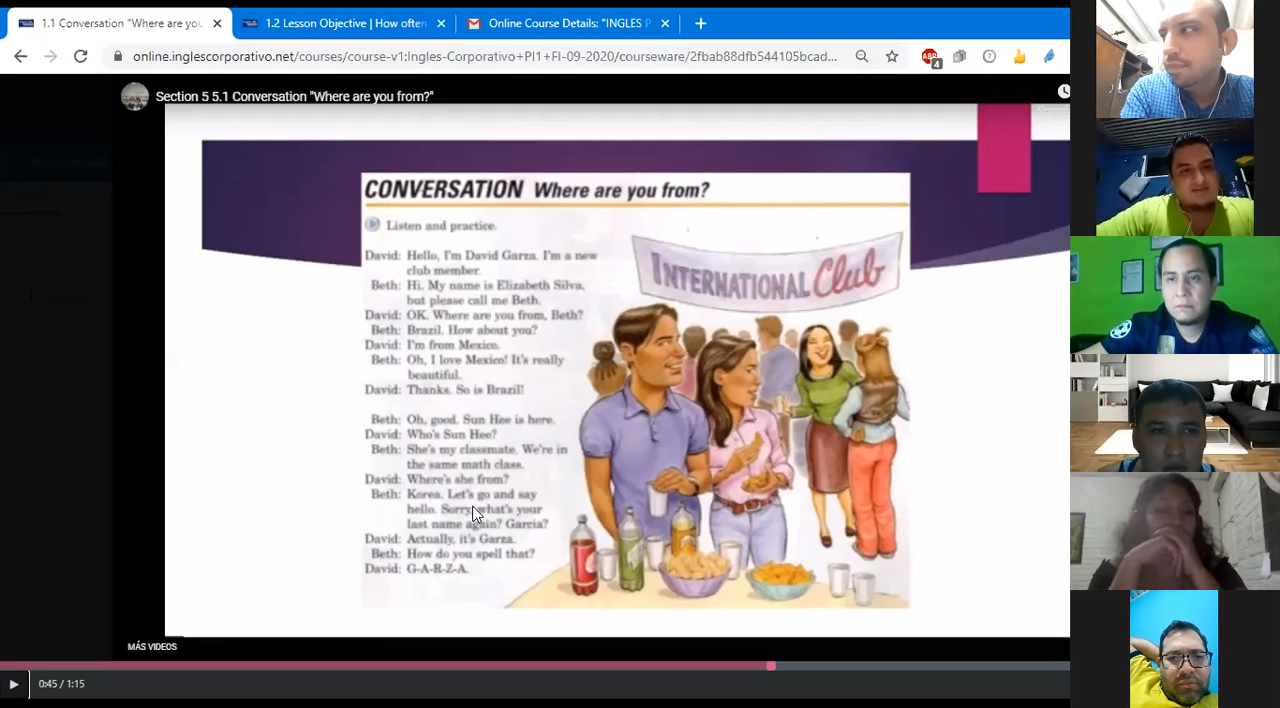 1.1 Conversation "Where are you
1.2 Lesson Objective | How often
Online Course Details: "INGLES P
online.inglescorporativo.net/courses/course-v1:Ingles-Corporativo+PI1+FI-09-2020/courseware/2fbab88dfb544105bcad...
ABP
4
Section 5 5.1 Conversation "Where are you from?"
CONVERSATION Where are you from?
Listen and practice.
David: Hello, I'm David Garza. I'm a new
club member.
Beth: Hi. My name is Elizabeth Silva,
but please call me Beth.
David: OK. Where are you from, Beth?
Beth: Brazil. How about you?
David: I'm from Mexico.
Beth: Oh, I love Mexico! It's really
beautiful.
David: Thanks. So is Brazil!
Beth: Oh, good. Sun Hee is here.
David: Who's Sun Hee?
Beth: She's my classmate. We're in
the same math class.
David: Where's she from?
Beth: Korea. Let's go and say
hello. Sorry, what's your
last name again? Garcia?
David: Actually, it's Garza.
Beth: How do you spell that?
David: G-A-R-Z-A.
INTERNATIONAL Club
MÁS VIDEOS
0:45 / 1:15